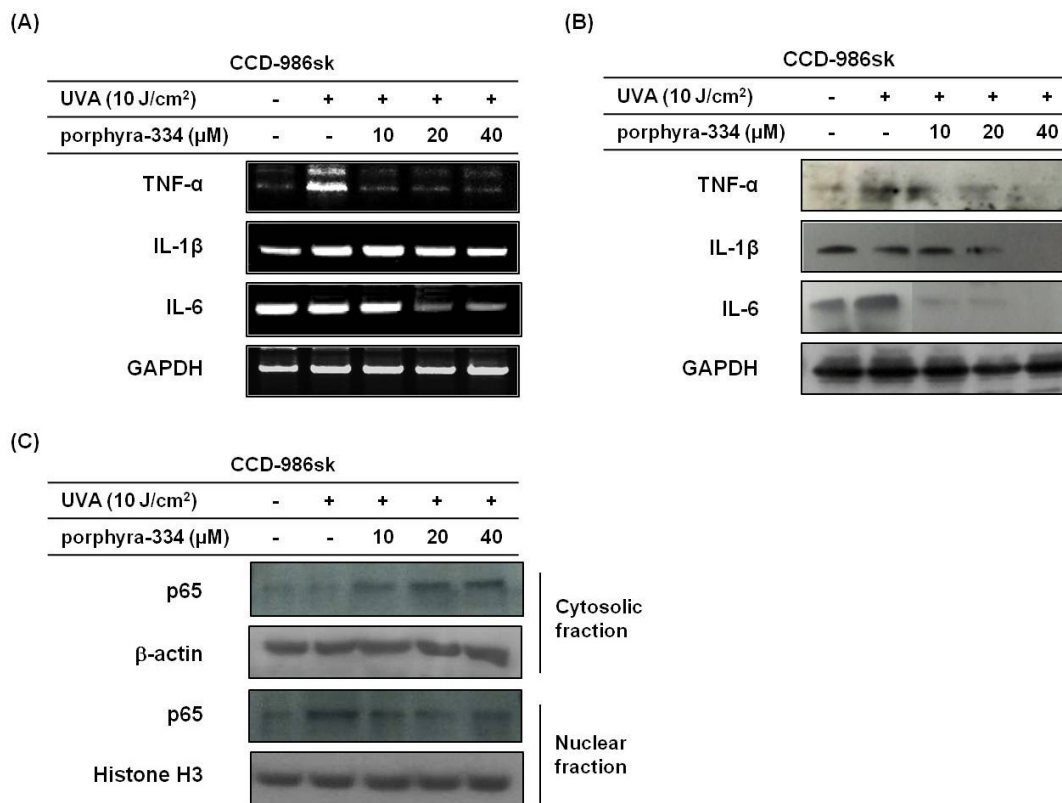 (A)
CCD-986sk
UVA (10 J/cm²) - + + + +
porphyra-334 (μM) - - 10 20 40
TNF-α
IL-1β
IL-6
GAPDH
(B)
CCD-986sk
UVA (10 J/cm²) - + + + +
porphyra-334 (μM) - - 10 20 40
TNF-α
IL-1β
IL-6
GAPDH
(C)
CCD-986sk
UVA (10 J/cm²) - + + + +
porphyra-334 (μM) - - 10 20 40
p65
β-actin
Cytosolic
fraction
p65
Histone H3
Nuclear
fraction